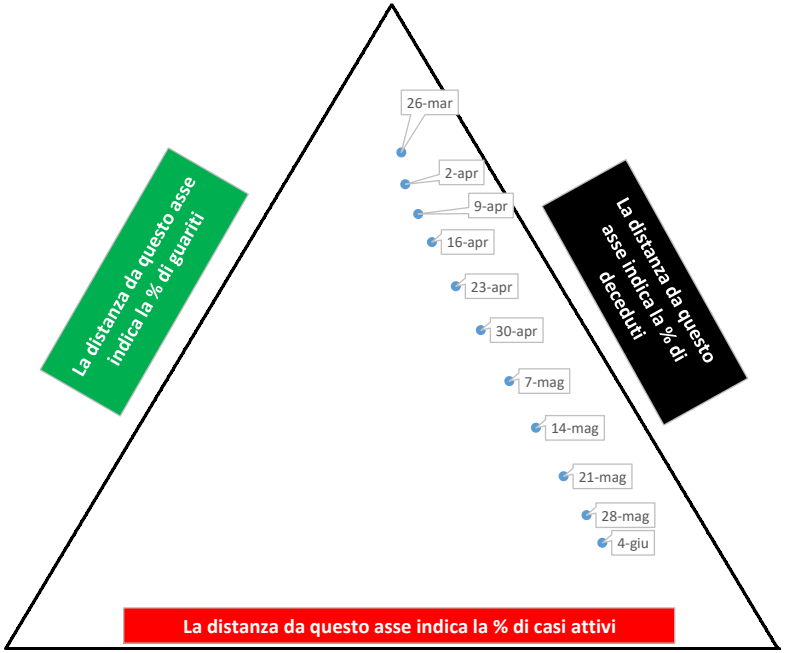 26-mar
2-apr
9-apr
16-apr
23-apr
30-apr
7-mag
14-mag
21-mag
28-mag
4-giu
La distanza da questo asse
indica la % di guariti
La distanza da questo
asse indica la % di
deceduti
La distanza da questo asse indica la % di casi attivi